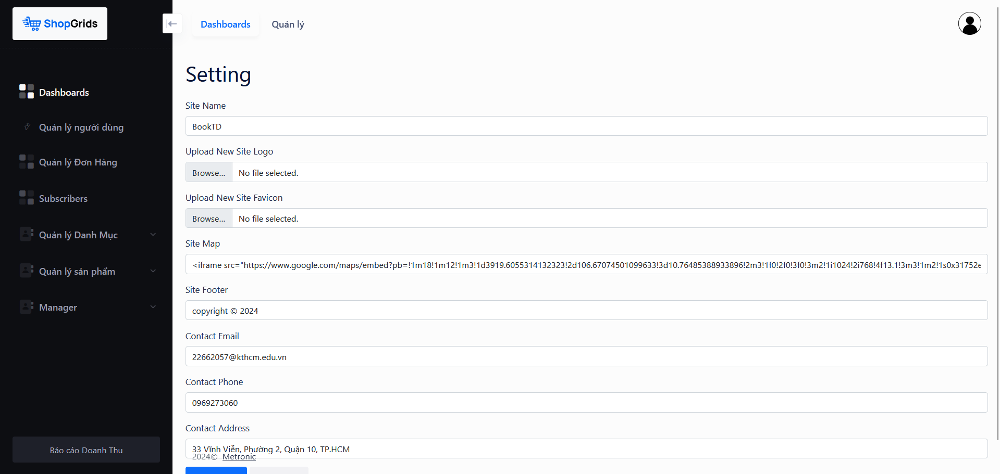 ShopGrids
Dashboards
Quản lý
Dashboards
Quản lý người dùng
Quản lý Đơn Hàng
Subscribers
Quản lý Danh Mục
Quản lý sản phẩm
Manager
Báo cáo Doanh Thu
Setting
Site Name
BookTD
Upload New Site Logo
Browse... No file selected.
Upload New Site Favicon
Browse... No file selected.
Site Map
<iframe src="https://www.google.com/maps/embed?pb=!1m18!1m12!1m3!1d3919.6055314132323!2d106.67074501099633!3d10.76485388933896!2m3!1f0!2f0!3f0!3m2!1i1024!2i768!4f13.1!3m3!1m2!1s0x31752e
Site Footer
copyright © 2024
Contact Email
22662057@kthcm.edu.vn
Contact Phone
0969273060
Contact Address
33 Vĩnh Viễn, Phường 2, Quận 10, TP.HCM
2024© Metronic